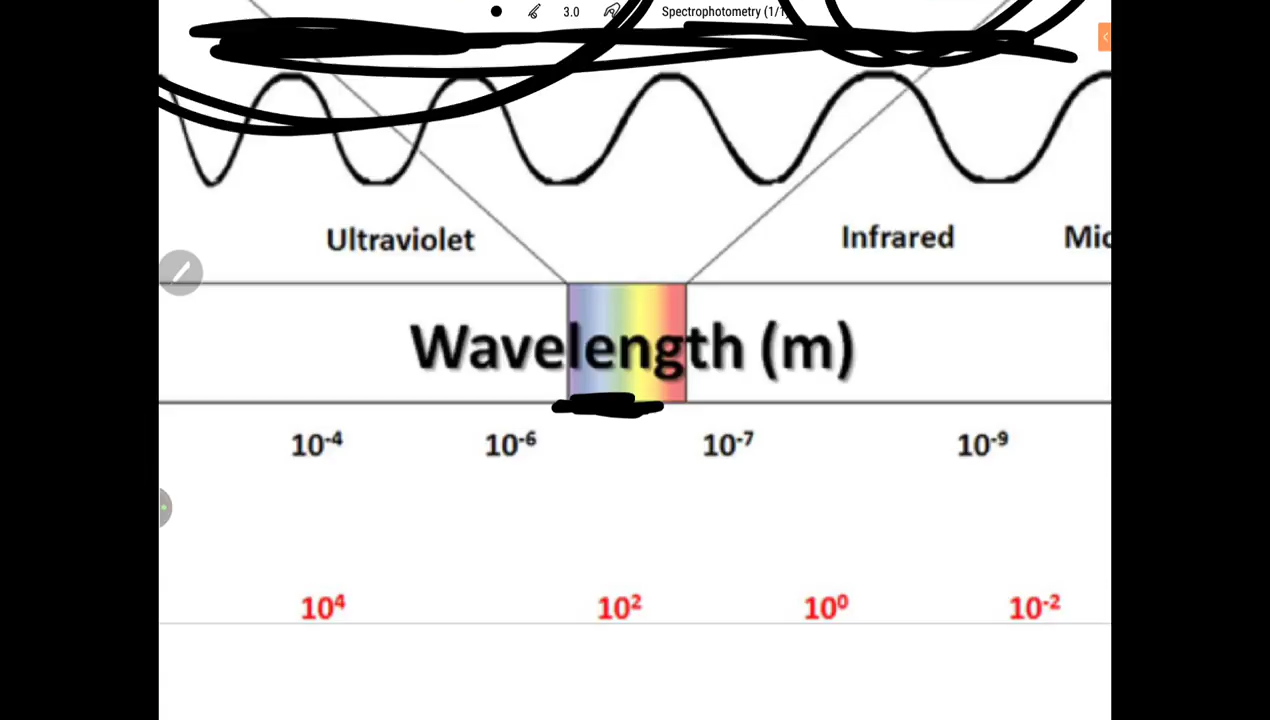 3.0 Spectrophotometry (1/1
Ultraviolet Infrared Mic
Wavelength (m)
10⁻⁴ 10⁻⁶ 10⁻⁷ 10⁻⁹
10⁴ 10² 10⁰ 10⁻²